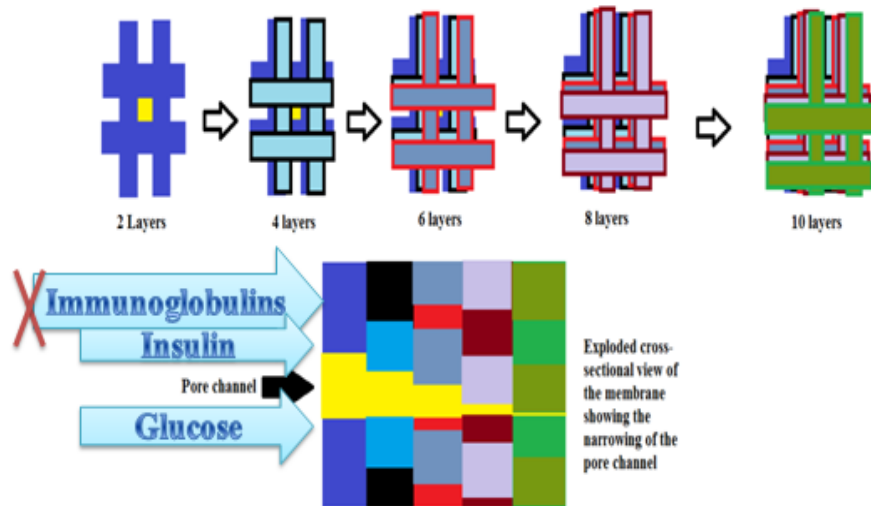 2 Layers
4 layers
6 layers
8 layers
10 layers
Immunoglobulins
Insulin
Pore channel
Glucose
Exploded cross-
sectional view of
the membrane
showing the
narrowing of the
pore channel